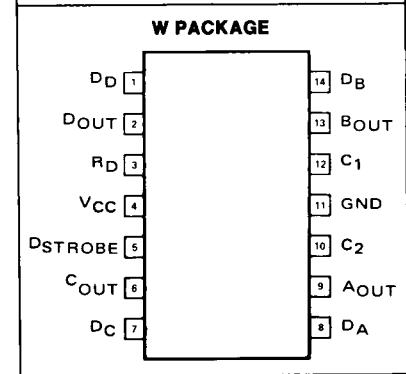 W PACKAGE
DD 1 14 DB
DOUT 2 13 BOUT
RD 3 12 C1
VCC 4 11 GND
DSTROBE 5 10 C2
COUT 6 9 AOUT
DC 7 8 DA